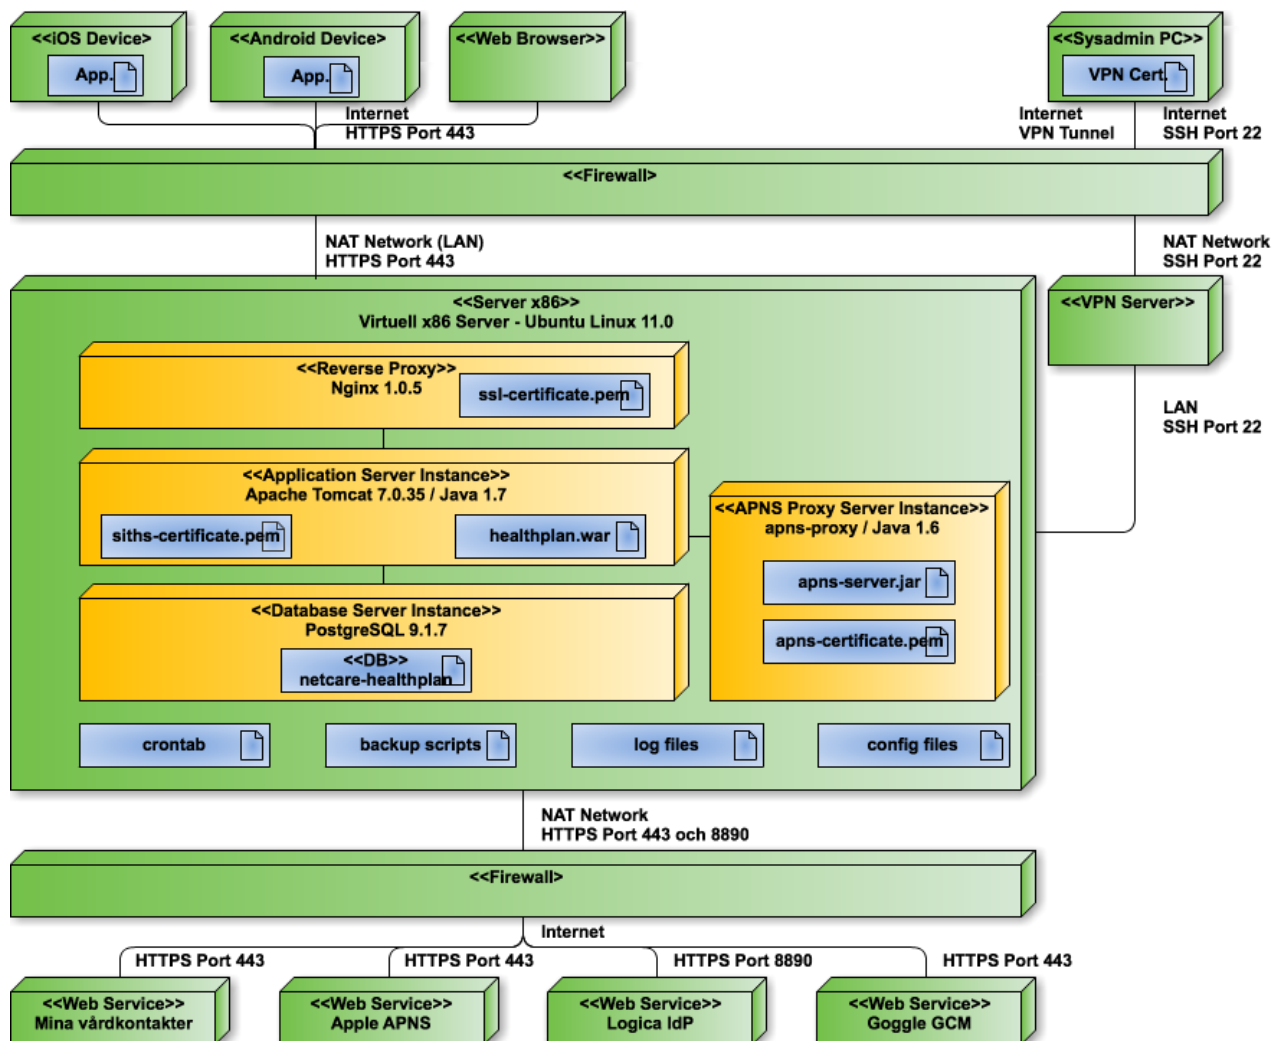 <<iOS Device>
App.
<<Android Device>
App.
<<Web Browser>>
<<Sysadmin PC>>
VPN Cert.
Internet
HTTPS Port 443
Internet
VPN Tunnel
Internet
SSH Port 22
<<Firewall>
NAT Network (LAN)
HTTPS Port 443
NAT Network
SSH Port 22
<<Server x86>>
Virtuell x86 Server - Ubuntu Linux 11.0
<<VPN Server>>
<<Reverse Proxy>>
Nginx 1.0.5
ssl-certificate.pem
LAN
SSH Port 22
<<Application Server Instance>>
Apache Tomcat 7.0.35 / Java 1.7
siths-certificate.pem
healthplan.war
<<APNS Proxy Server Instance>>
apns-proxy / Java 1.6
apns-server.jar
apns-certificate.pem
<<Database Server Instance>>
PostgreSQL 9.1.7
<<DB>>
netcare-healthplan
crontab
backup scripts
log files
config files
NAT Network
HTTPS Port 443 och 8890
<<Firewall>
Internet
HTTPS Port 443
HTTPS Port 443
HTTPS Port 8890
HTTPS Port 443
<<Web Service>>
Mina vårdkontakter
<<Web Service>>
Apple APNS
<<Web Service>>
Logica IdP
<<Web Service>>
Goggle GCM